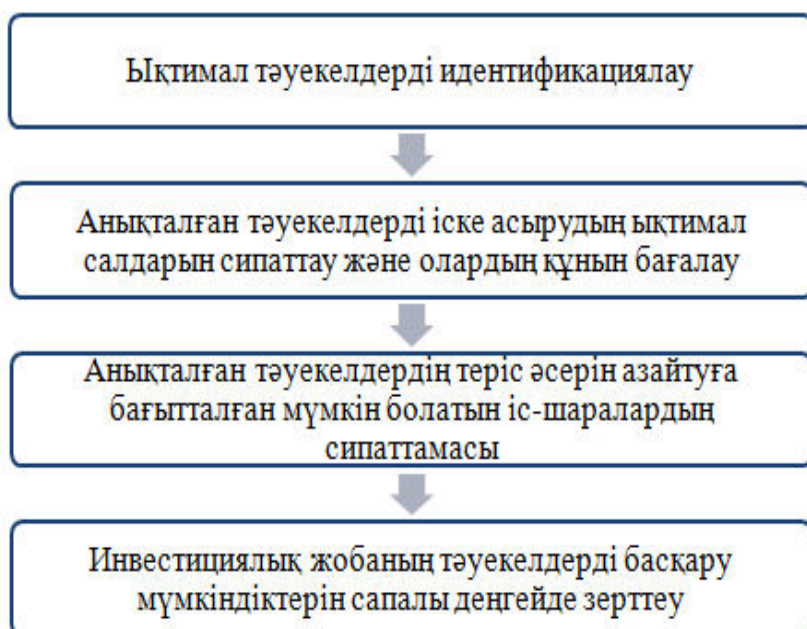 Ықтимал тәуекелдерді идентификациялау
Анықталған тәуекелдерді іске асырудың ықтимал
салдарын сипаттау және олардың құнын бағалау
Анықталған тәуекелдердің теріс әсерін азайтуға
бағытталған мүмкін болатын іс-шаралардың
сипаттамасы
Инвестициялық жобаның тәуекелдерді басқару
мүмкіндіктерін сапалы деңгейде зерттеу